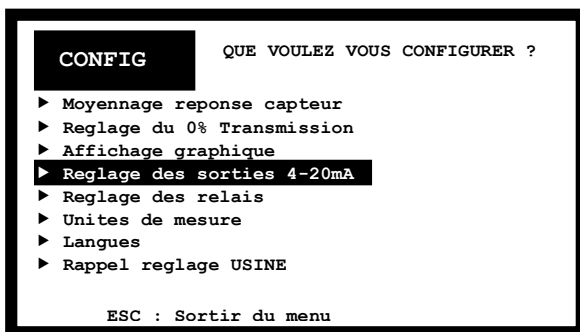 CONFIG
QUE VOULEZ VOUS CONFIGURER ?
Moyennage reponse capteur
Reglage du 0% Transmission
Affichage graphique
Reglage des sorties 4-20mA
Reglage des relais
Unites de mesure
Langues
Rappel reglage USINE
ESC : Sortir du menu